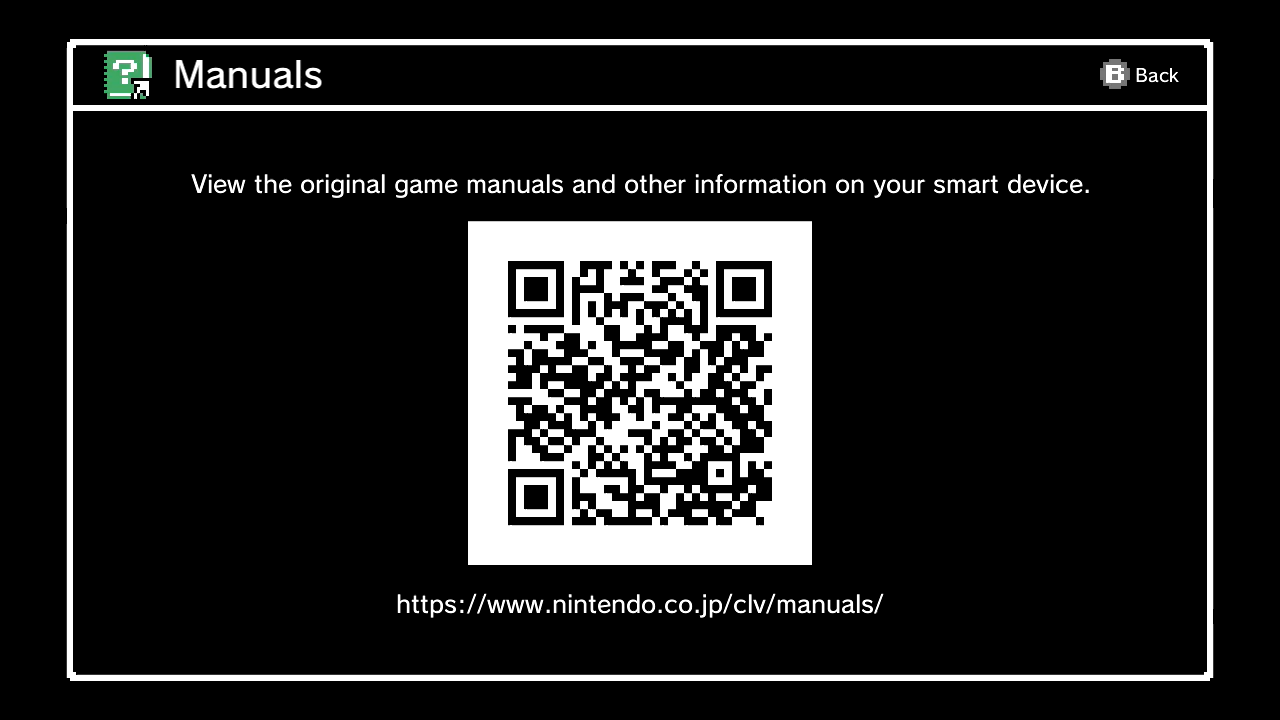 Manuals
B Back
View the original game manuals and other information on your smart device.
https://www.nintendo.co.jp/clv/manuals/